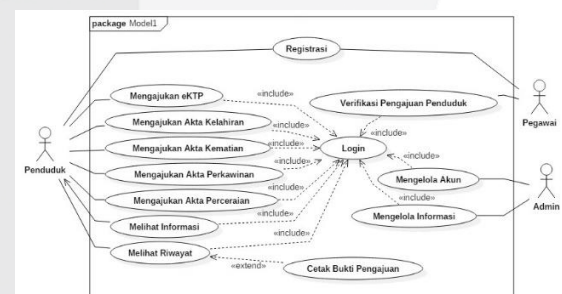 package Model1
Registrasi
Mengajukan eKTP
«include»
Verifikasi Pengajuan Penduduk
Pegawai
Mengajukan Akta Kelahiran
«include»
«include»
Mengajukan Akta Kematian
«include»
Login
Penduduk
Mengajukan Akta Perkawinan
«include»
«include»
Mengelola Akun
Mengajukan Akta Perceraian
«include»
Admin
Melihat Informasi
«include»
«include»
Mengelola Informasi
Melihat Riwayat
«include»
«extend»
Cetak Bukti Pengajuan